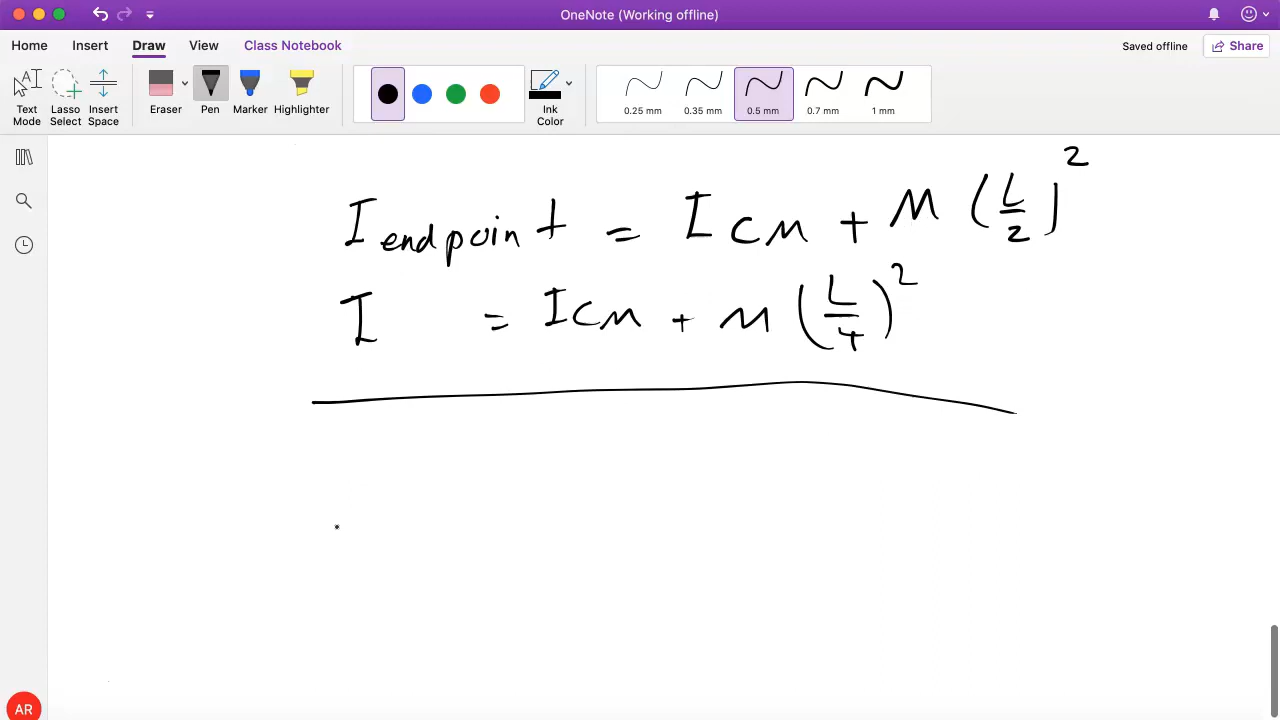 OneNote (Working offline)
Home Insert Draw View Class Notebook Saved offline Share
Text Mode Lasso Select Insert Space Eraser Pen Marker Highlighter Ink Color 0.25 mm 0.35 mm 0.5 mm 0.7 mm 1 mm
I endpoint = I CM + M (L/2)²
I = I CM + M (L/4)²
AR